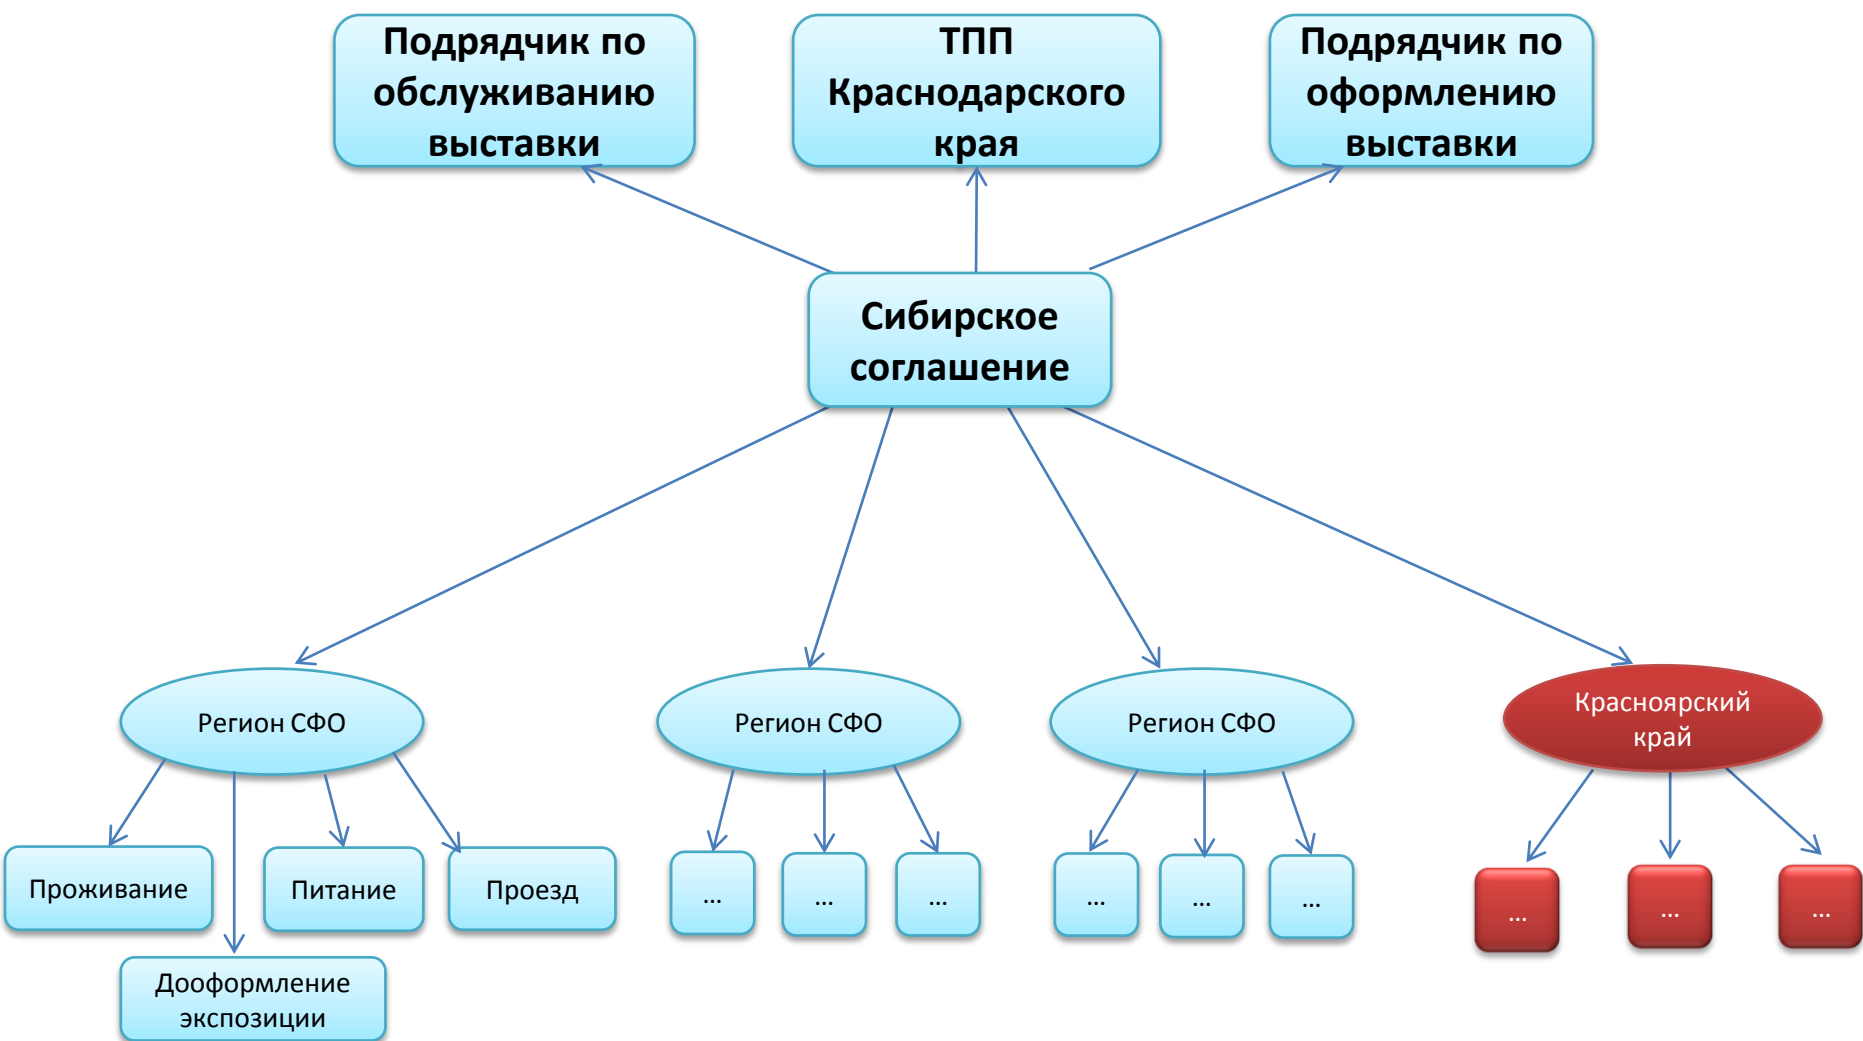 Подрядчик по
обслуживанию
выставки
ТПП
Краснодарского
края
Подрядчик по
оформлению
выставки
Сибирское
соглашение
Регион СФО
Регион СФО
Регион СФО
Красноярский
край
Проживание
Питание
Проезд
...
...
...
...
...
...
...
...
...
Дооформление
экспозиции